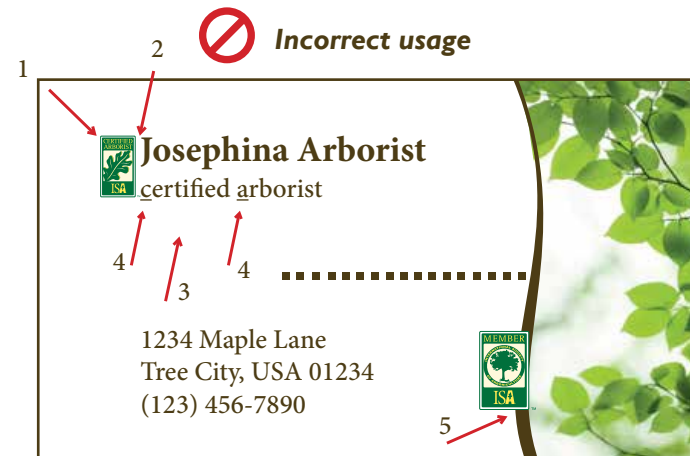 Incorrect usage
1
2
CERTIFIED
ARBORIST
ISA
Josephina Arborist
certified arborist
4
3
4
1234 Maple Lane
Tree City, USA 01234
(123) 456-7890
MEMBER
ISA
™
5